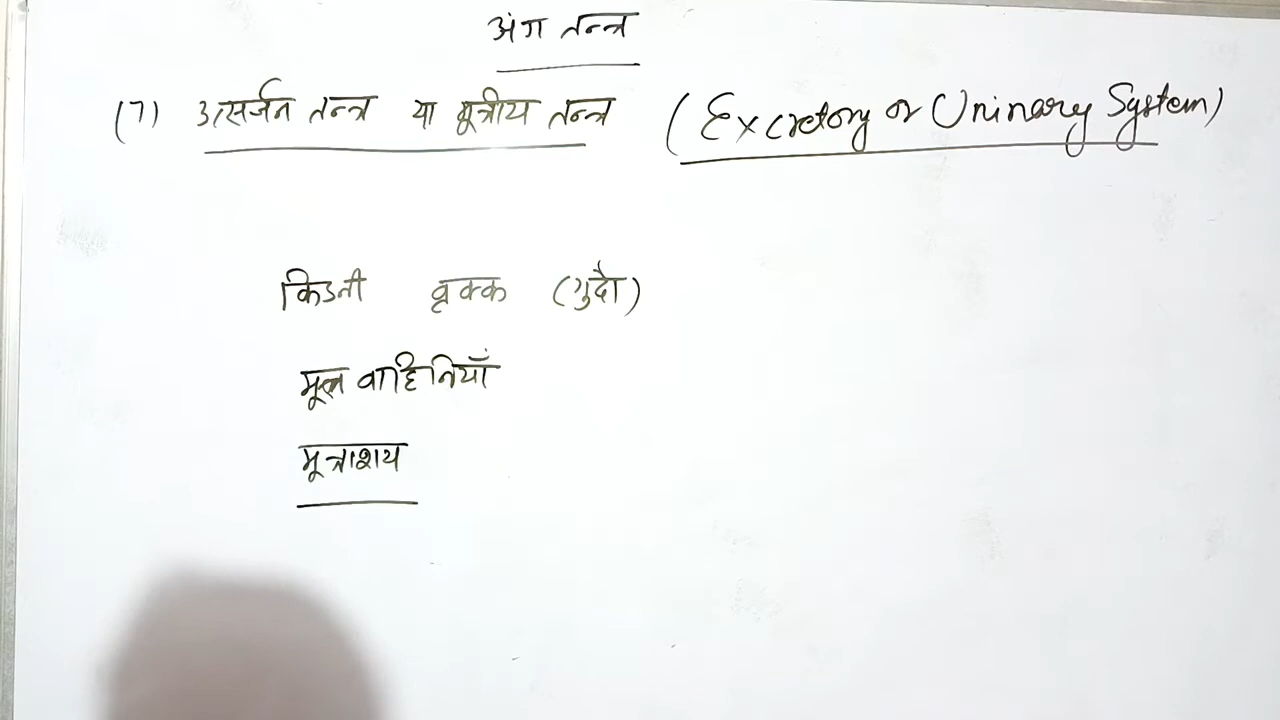 अंग तन्त्र
(7) उत्सर्जन तन्त्र या मूत्रीय तन्त्र (Excretory or Urinary System)
किडनी वृक्क (गुर्दा)
मूत्र वाहिनियाँ
मूत्राशय